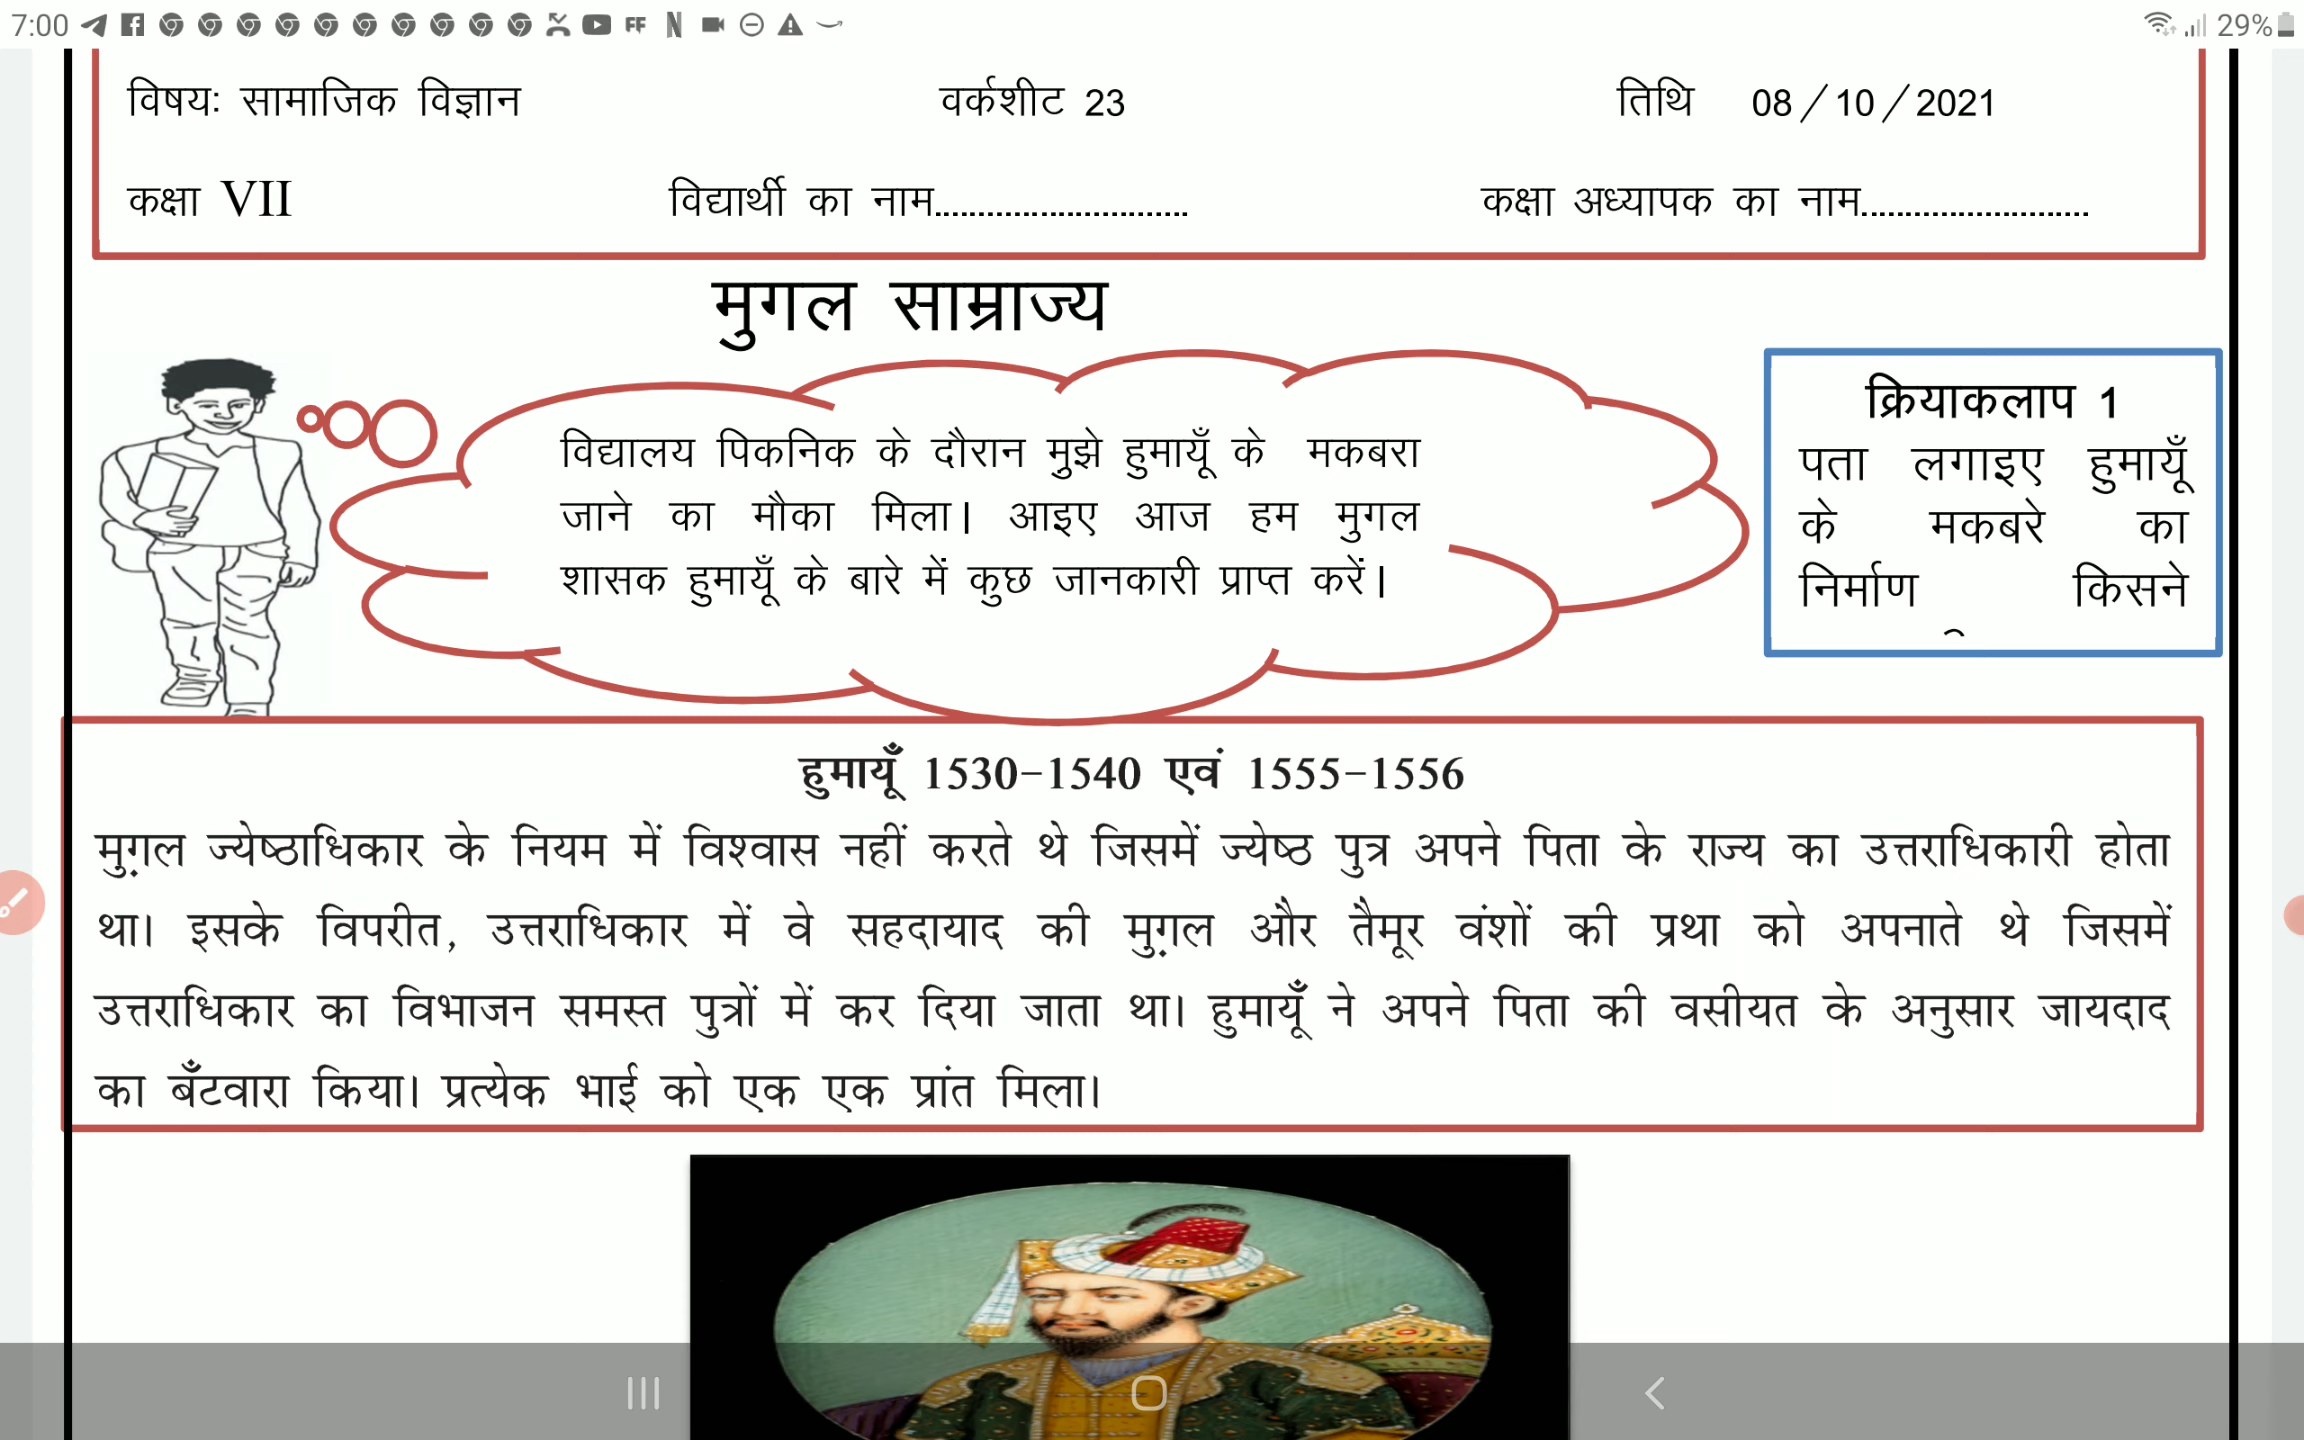 7:00
29%
विषयः सामाजिक विज्ञान वर्कशीट 23 तिथि 08/10/2021
कक्षा VII विद्यार्थी का नाम............................ कक्षा अध्यापक का नाम.........................
मुगल साम्राज्य
विद्यालय पिकनिक के दौरान मुझे हुमायूँ के मकबरा
जाने का मौका मिला। आइए आज हम मुगल
शासक हुमायूँ के बारे में कुछ जानकारी प्राप्त करें।
क्रियाकलाप 1
पता लगाइए हुमायूँ
के मकबरे का
निर्माण किसने
हुमायूँ 1530-1540 एवं 1555-1556
मुग़ल ज्येष्ठाधिकार के नियम में विश्वास नहीं करते थे जिसमें ज्येष्ठ पुत्र अपने पिता के राज्य का उत्तराधिकारी होता
था। इसके विपरीत, उत्तराधिकार में वे सहदायाद की मुग़ल और तैमूर वंशों की प्रथा को अपनाते थे जिसमें
उत्तराधिकार का विभाजन समस्त पुत्रों में कर दिया जाता था। हुमायूँ ने अपने पिता की वसीयत के अनुसार जायदाद
का बँटवारा किया। प्रत्येक भाई को एक एक प्रांत मिला।